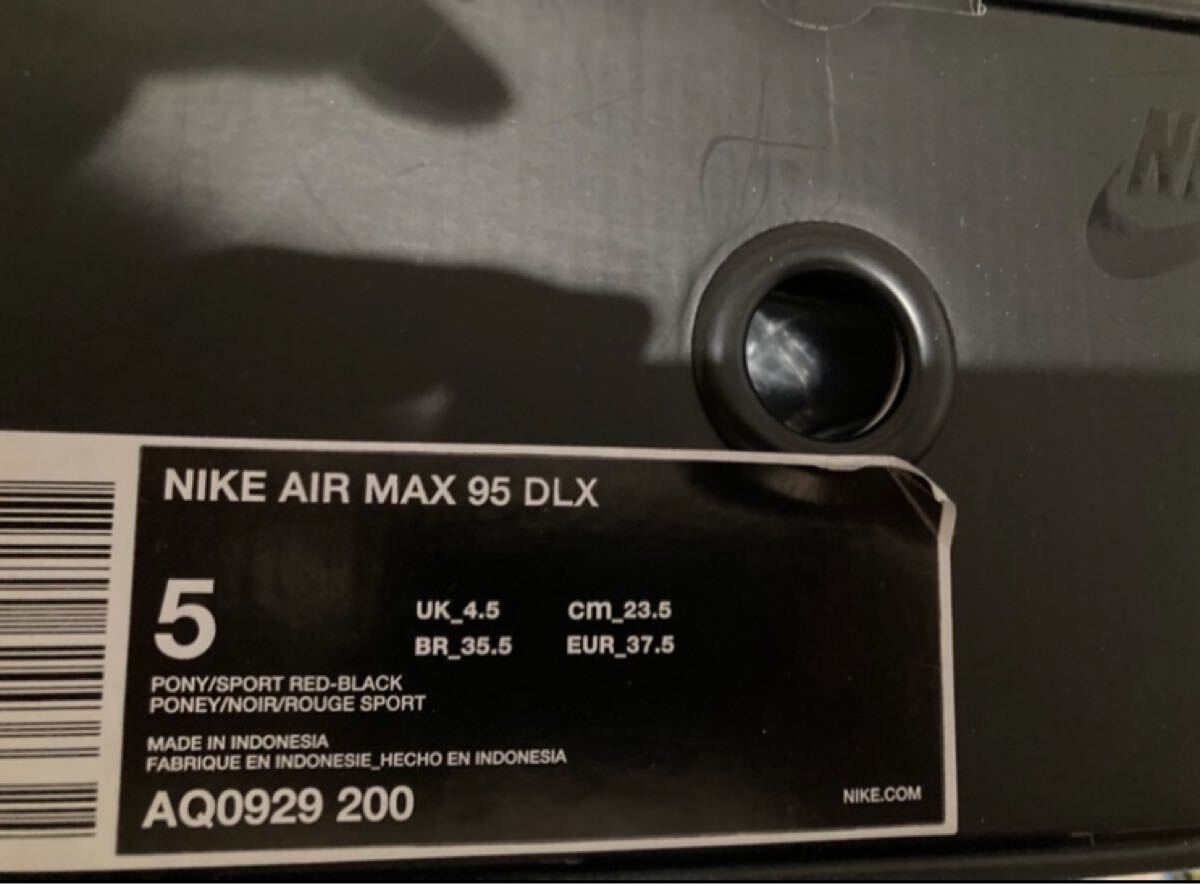 NIKE AIR MAX 95 DLX
5
UK_4.5 cm_23.5
BR_35.5 EUR_37.5
PONY/SPORT RED-BLACK
PONEY/NOIR/ROUGE SPORT
MADE IN INDONESIA
FABRIQUE EN INDONESIE_HECHO EN INDONESIA
AQ0929 200
NIKE.COM